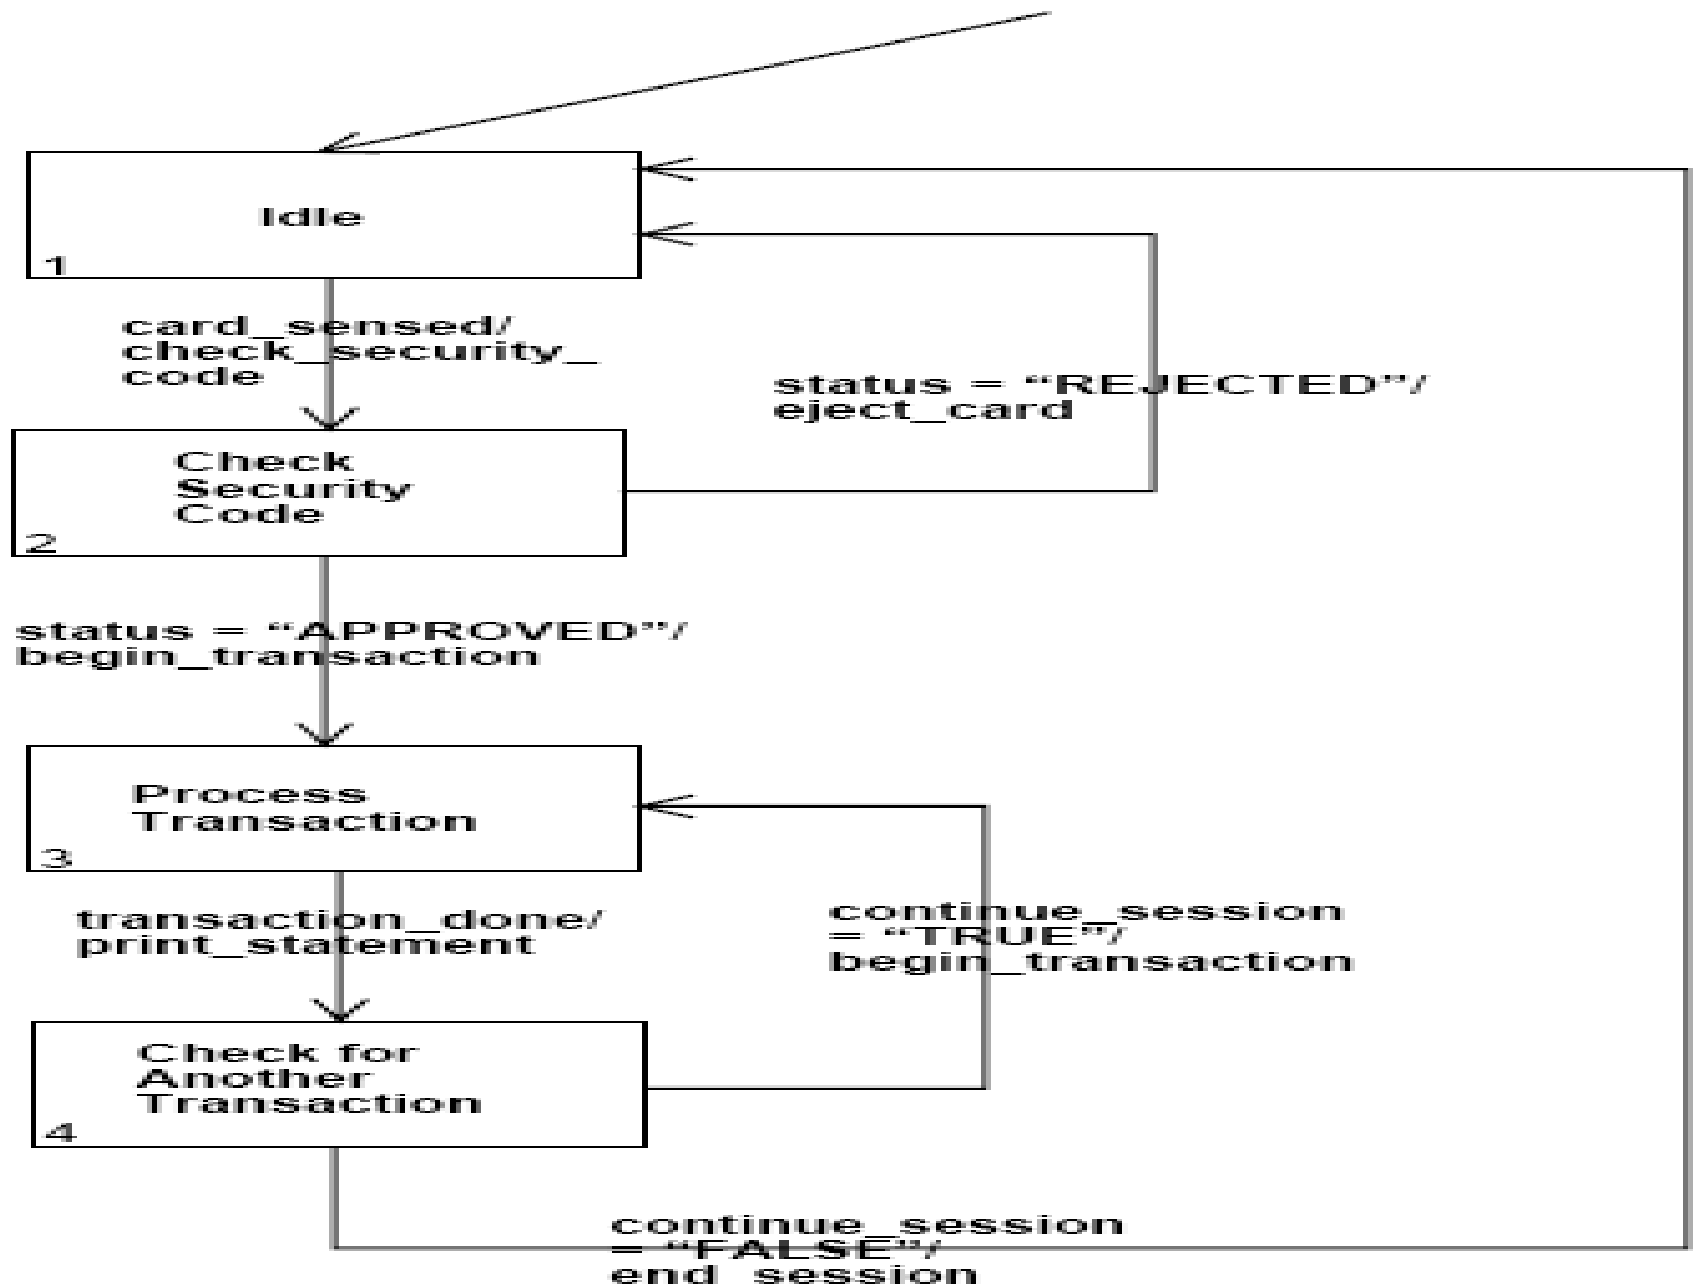 Idle
1
card_sensed/
check_security_
code
status = “REJECTED”/
eject_card
Check
Security
Code
2
status = “APPROVED”/
begin_transaction
Process
Transaction
3
transaction_done/
print_statement
continue_session
= “TRUE”/
begin_transaction
Check for
Another
Transaction
4
continue_session
= “FALSE”/
end_session